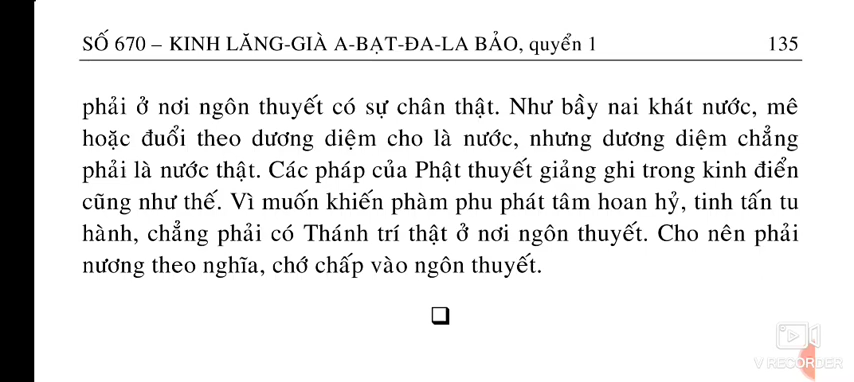 SỐ 670 – KINH LĂNG-GIÀ A-BẠT-ĐA-LA BẢO, quyển 1 135
phải ở nơi ngôn thuyết có sự chân thật. Như bầy nai khát nước, mê
hoặc đuổi theo dương diệm cho là nước, nhưng dương diệm chẳng
phải là nước thật. Các pháp của Phật thuyết giảng ghi trong kinh điển
cũng như thế. Vì muốn khiến phàm phu phát tâm hoan hỷ, tinh tấn tu
hành, chẳng phải có Thánh trí thật ở nơi ngôn thuyết. Cho nên phải
nương theo nghĩa, chớ chấp vào ngôn thuyết.
V RECORDER